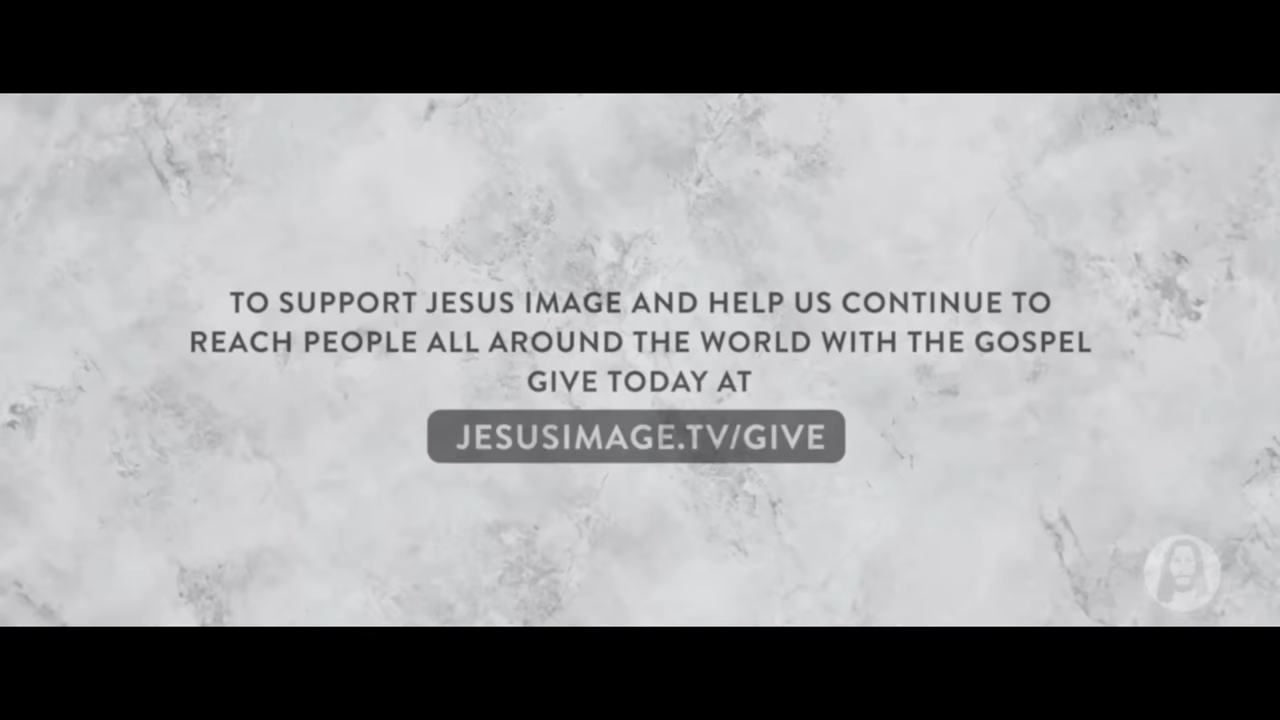 TO SUPPORT JESUS IMAGE AND HELP US CONTINUE TO
REACH PEOPLE ALL AROUND THE WORLD WITH THE GOSPEL
GIVE TODAY AT
JESUSIMAGE.TV/GIVE